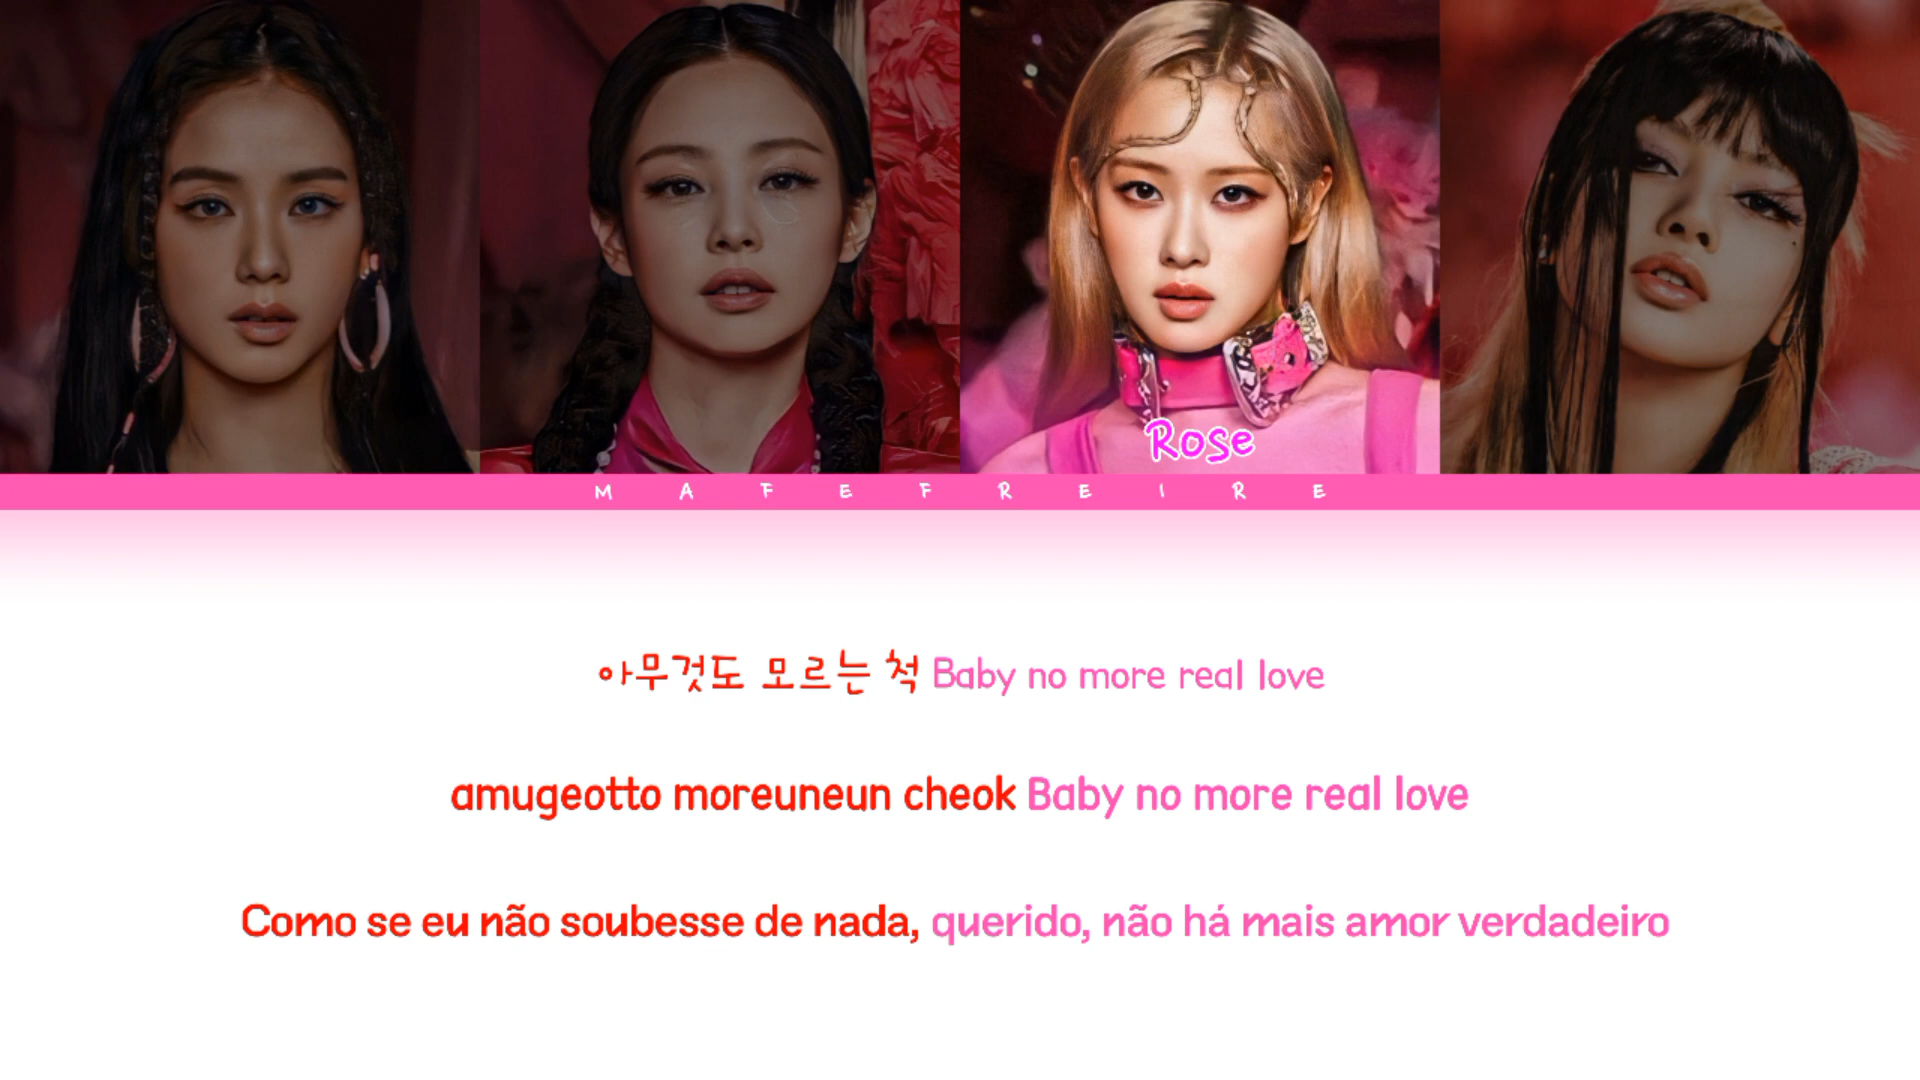 Rose
MAFEFREIRE
아무것도 모르는 척 Baby no more real love
amugeotto moreuneun cheok Baby no more real love
Como se eu não soubesse de nada, querido, não há mais amor verdadeiro